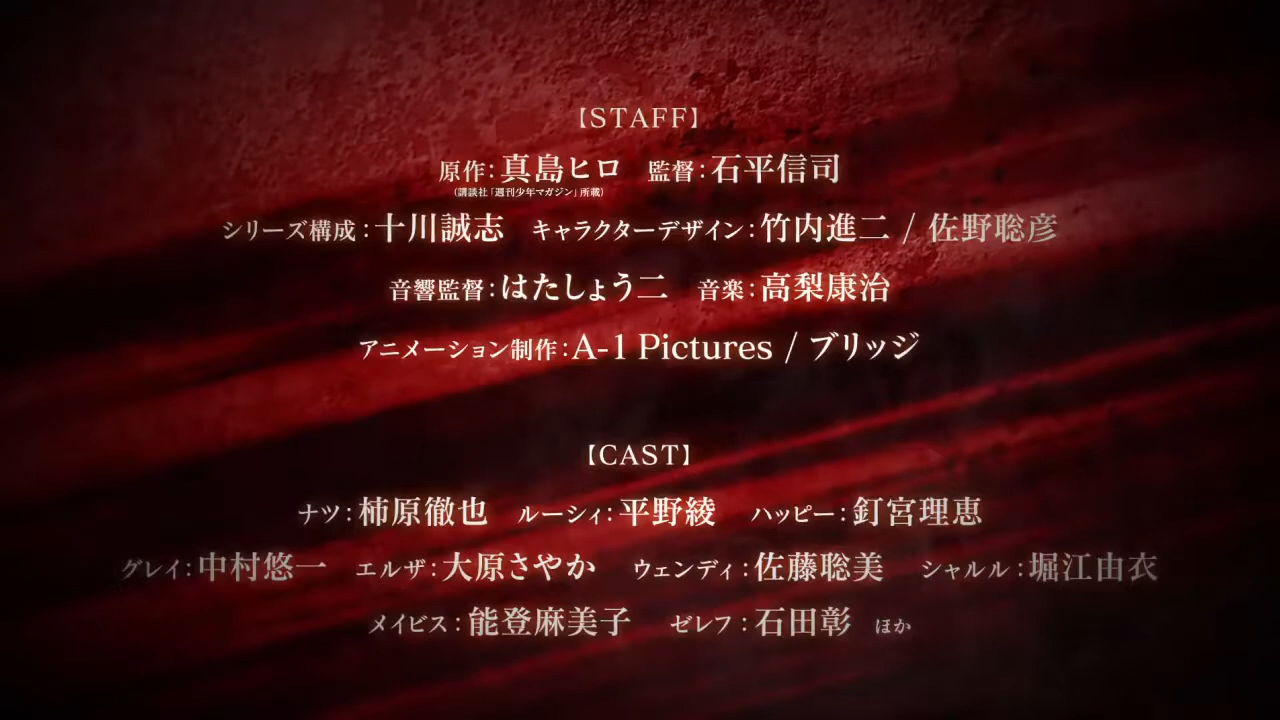 【STAFF】
原作：真島ヒロ 監督：石平信司
（講談社「週刊少年マガジン」所載）
シリーズ構成：十川誠志 キャラクターデザイン：竹内進二 / 佐野聡彦
音響監督：はたしょう二 音楽：高梨康治
アニメーション制作：A-1 Pictures / ブリッジ
【CAST】
ナツ：柿原徹也 ルーシィ：平野綾 ハッピー：釘宮理恵
グレイ：中村悠一 エルザ：大原さやか ウェンディ：佐藤聡美 シャルル：堀江由衣
メイビス：能登麻美子 ゼレフ：石田彰 ほか